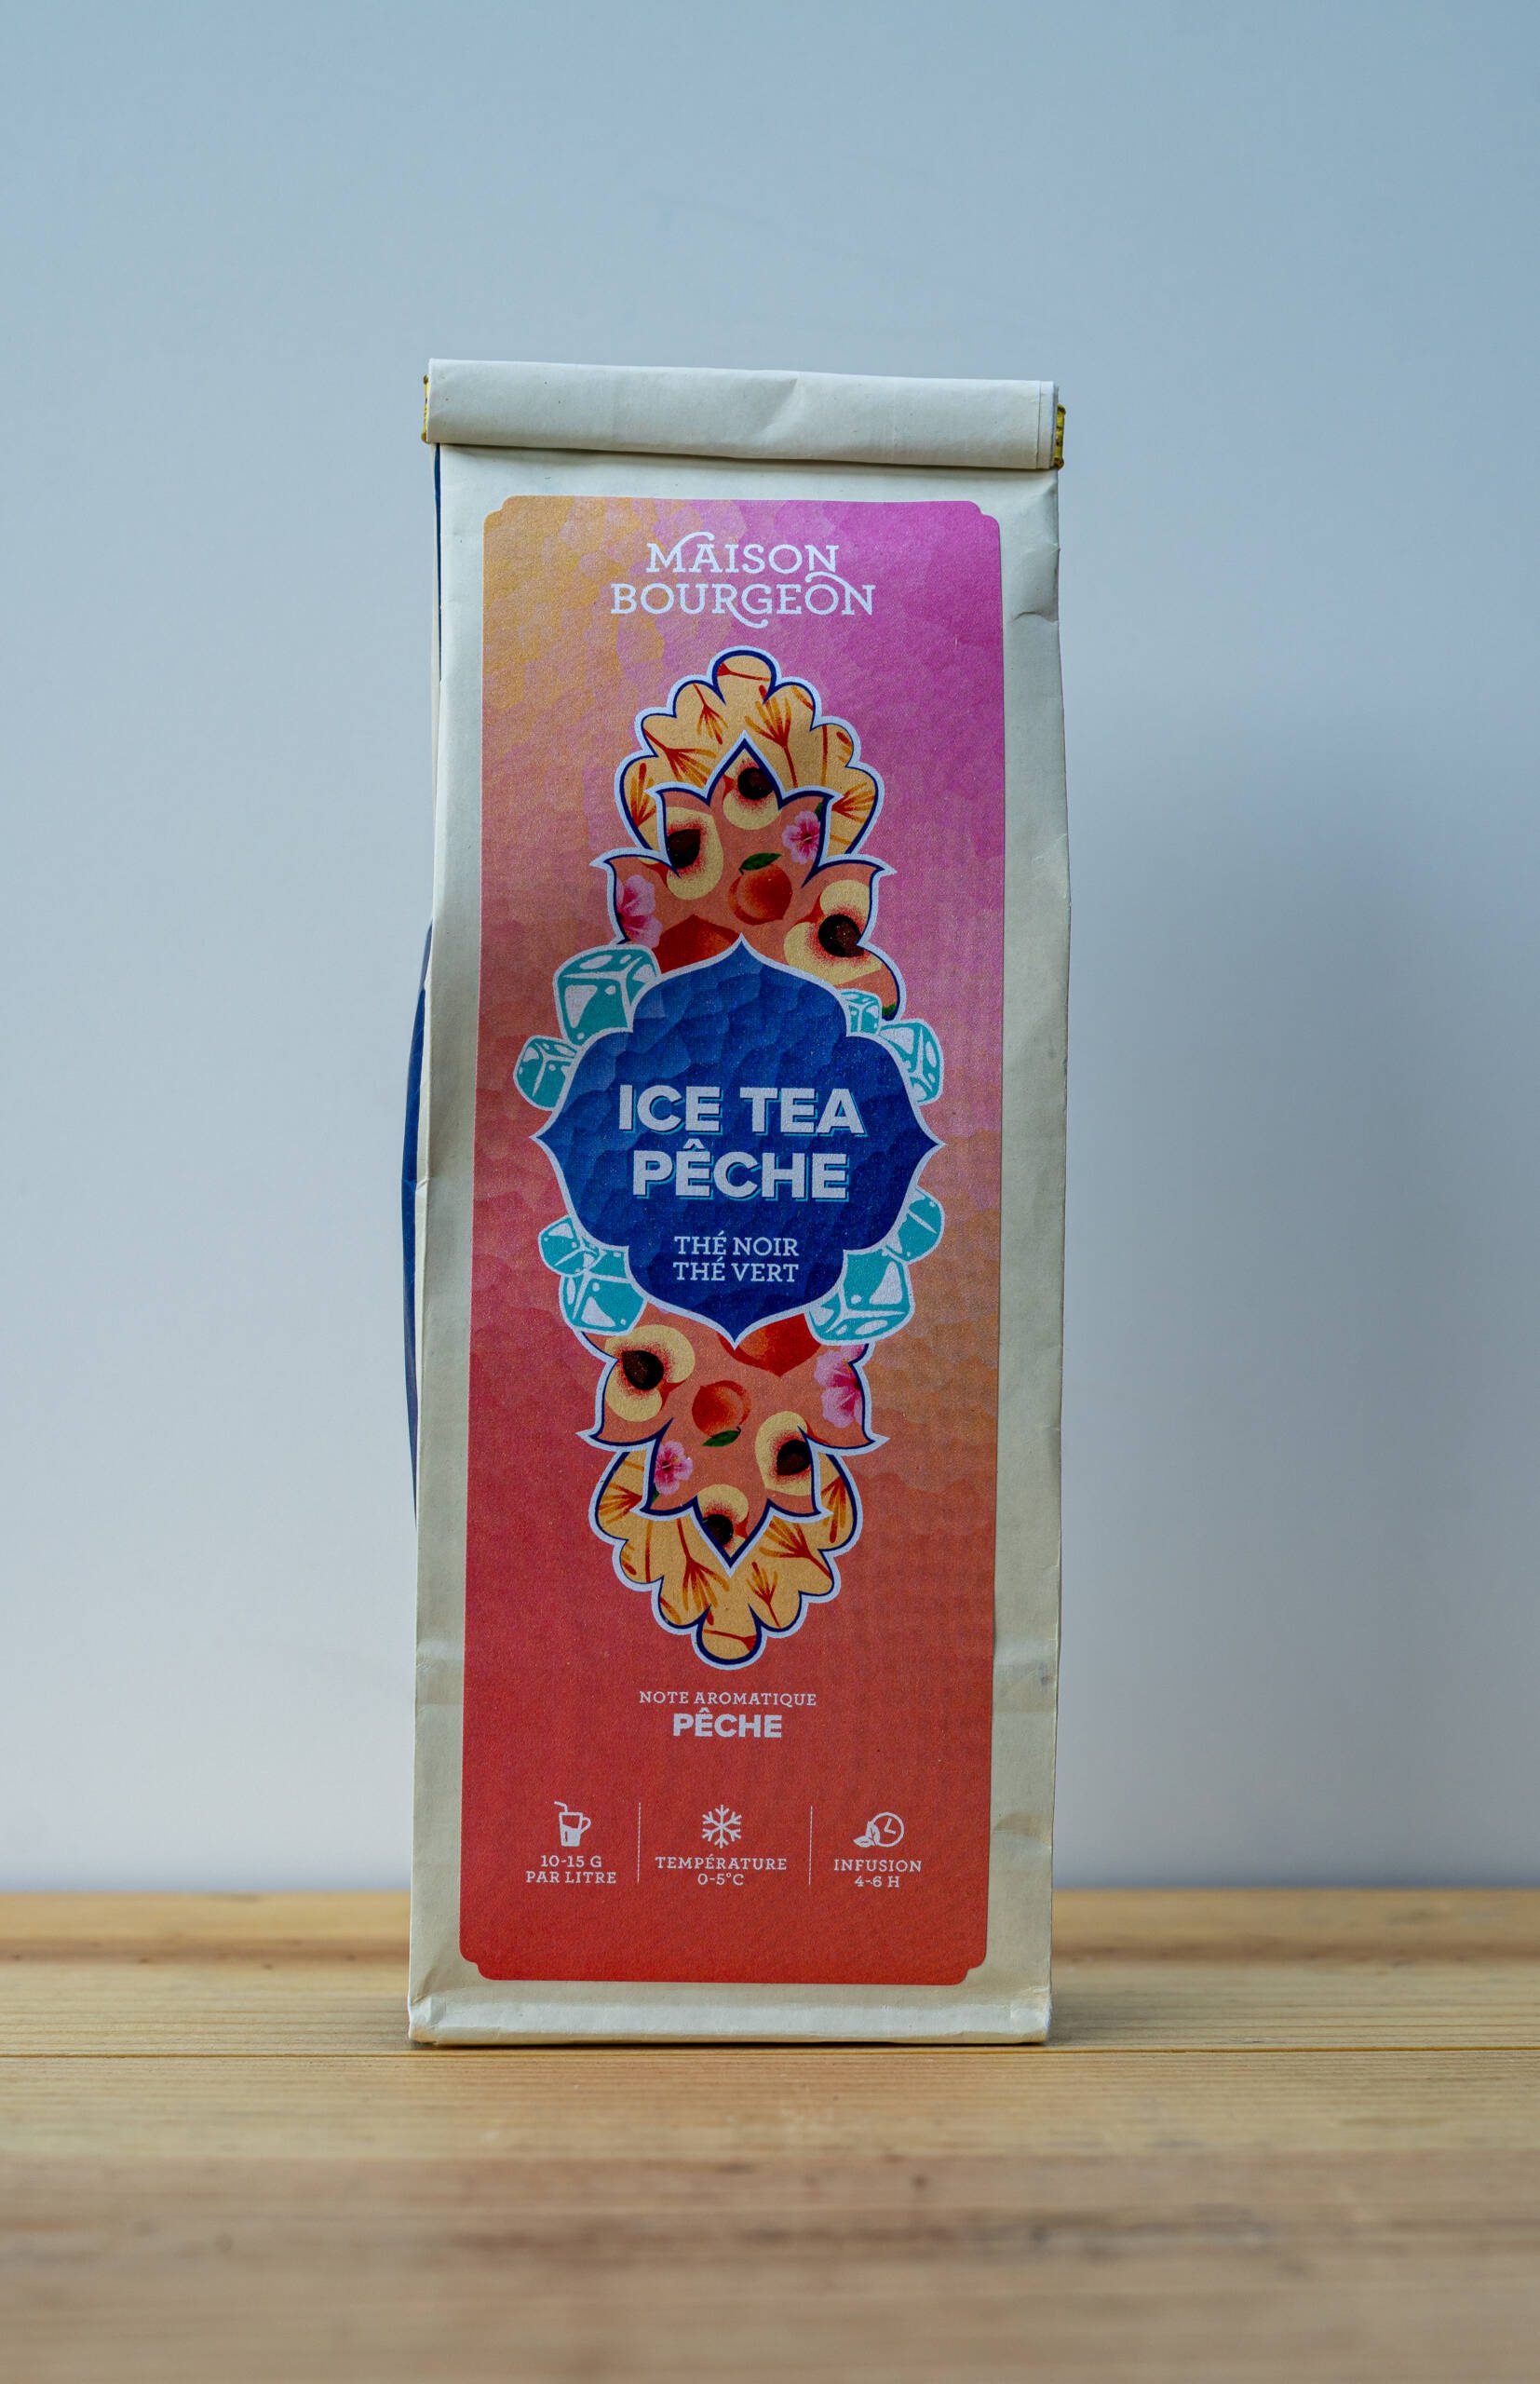 MAISON
BOURGEON
ICE TEA
PÊCHE
THÉ NOIR
THÉ VERT
NOTE AROMATIQUE
PÊCHE
10-15 G
PAR LITRE
TEMPÉRATURE
0-5°C
INFUSION
4-6 H